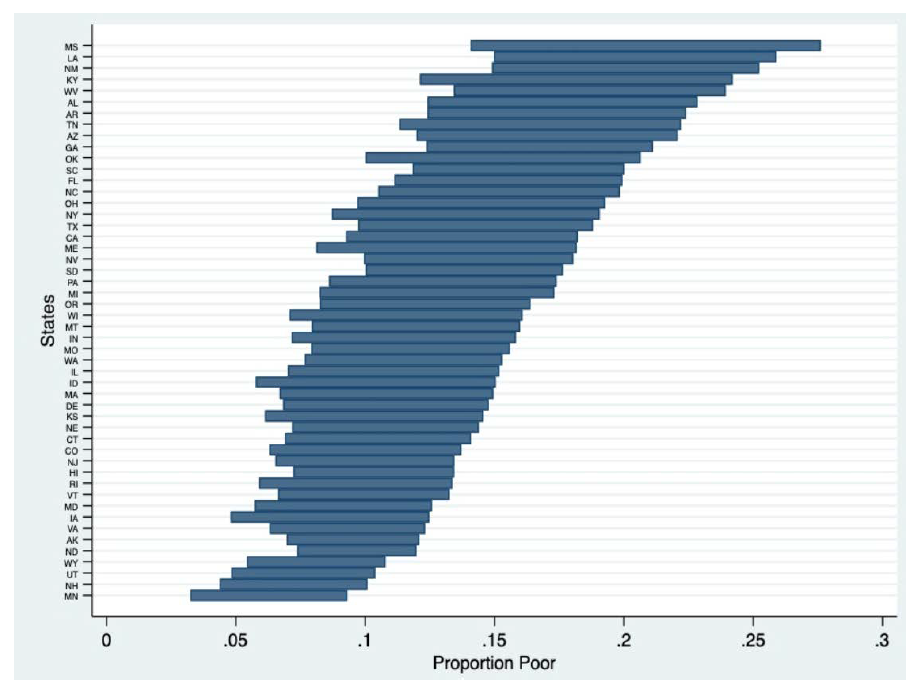 MS
LA
NM
KY
WV
AL
AR
TN
AZ
GA
OK
SC
FL
NC
OH
NY
TX
CA
ME
NV
SD
PA
MI
OR
WI
MT
IN
MO
WA
IL
ID
MA
DE
KS
NE
CT
CO
NJ
HI
RI
VT
MD
IA
VA
AK
ND
WY
UT
NH
MN
States
0 .05 .1 .15 .2 .25 .3
Proportion Poor